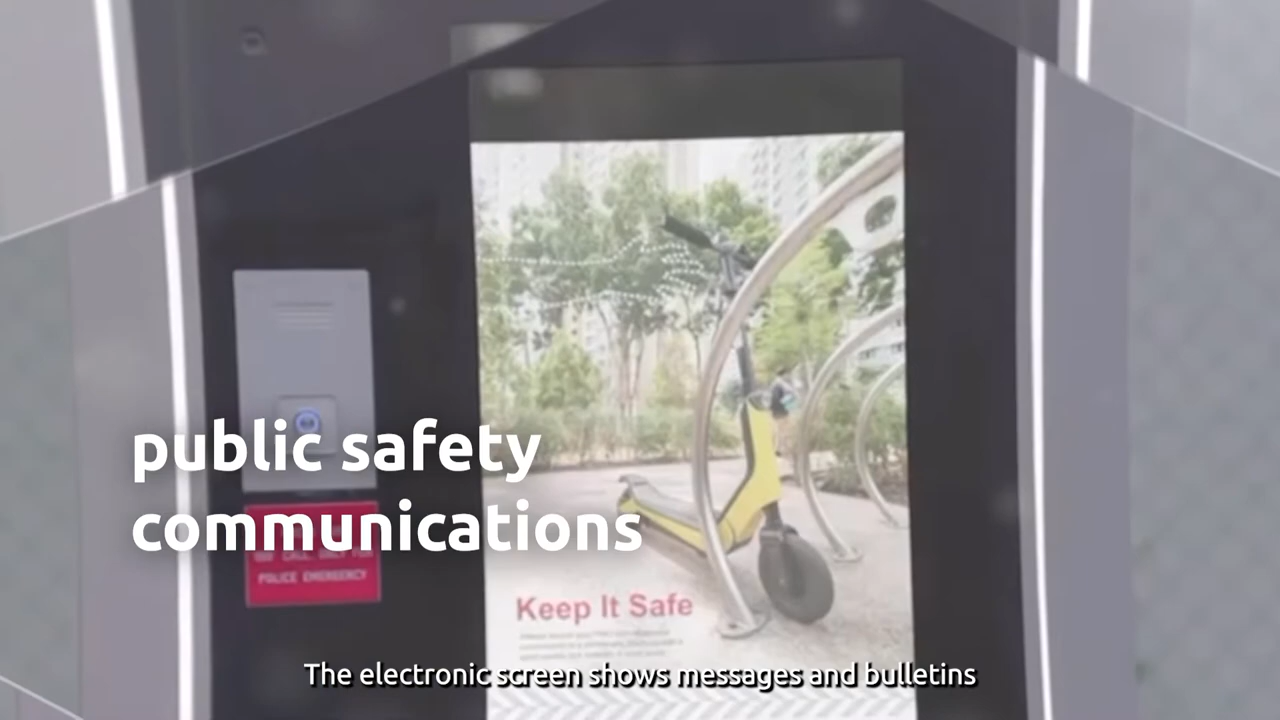 public safety
communications
POLICE EMERGENCY
Keep It Safe
The electronic screen shows messages and bulletins